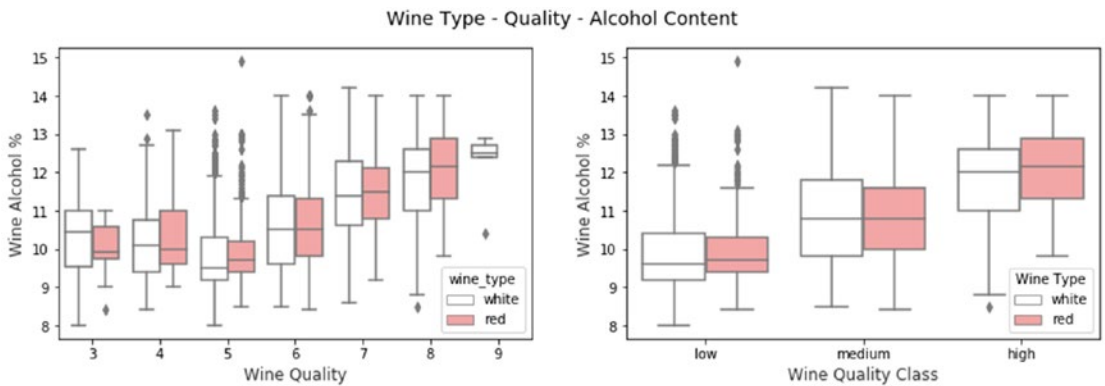 Wine Type - Quality - Alcohol Content
Wine Alcohol %
15
14
13
12
11
10
9
8
3 4 5 6 7 8 9
Wine Quality
wine_type
white
red
Wine Alcohol %
15
14
13
12
11
10
9
8
low medium high
Wine Quality Class
Wine Type
white
red